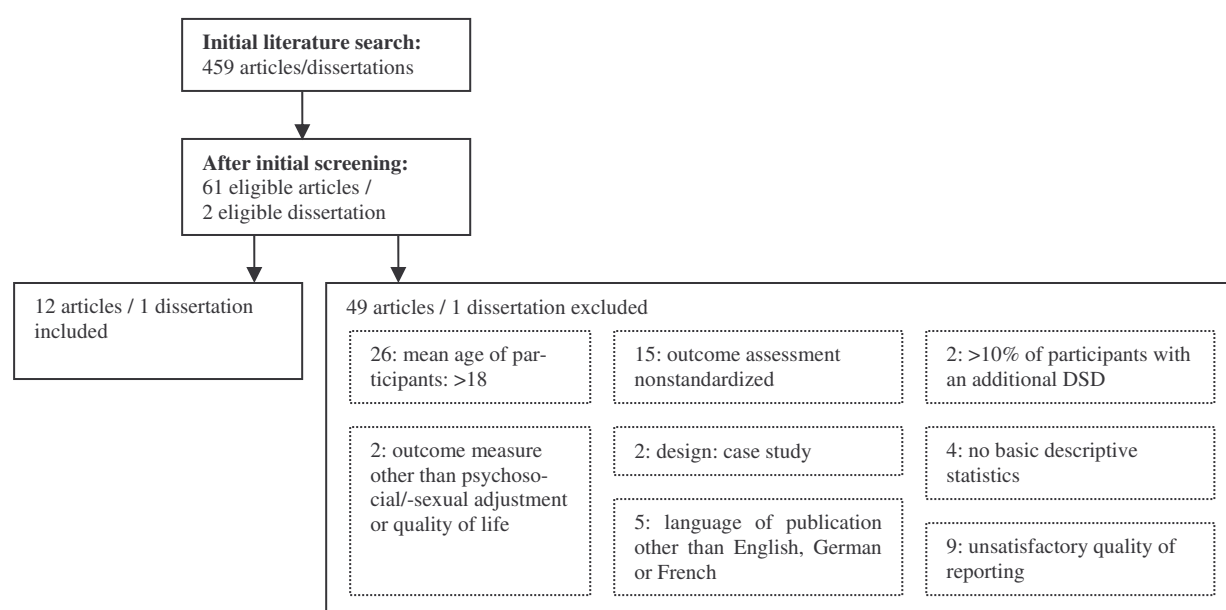 Initial literature search:
459 articles/dissertations
After initial screening:
61 eligible articles /
2 eligible dissertation
12 articles / 1 dissertation
included
49 articles / 1 dissertation excluded
26: mean age of par-
ticipants: >18
15: outcome assessment
nonstandardized
2: >10% of participants with
an additional DSD
2: outcome measure
other than psychoso-
cial/-sexual adjustment
or quality of life
2: design: case study
4: no basic descriptive
statistics
5: language of publication
other than English, German
or French
9: unsatisfactory quality of
reporting